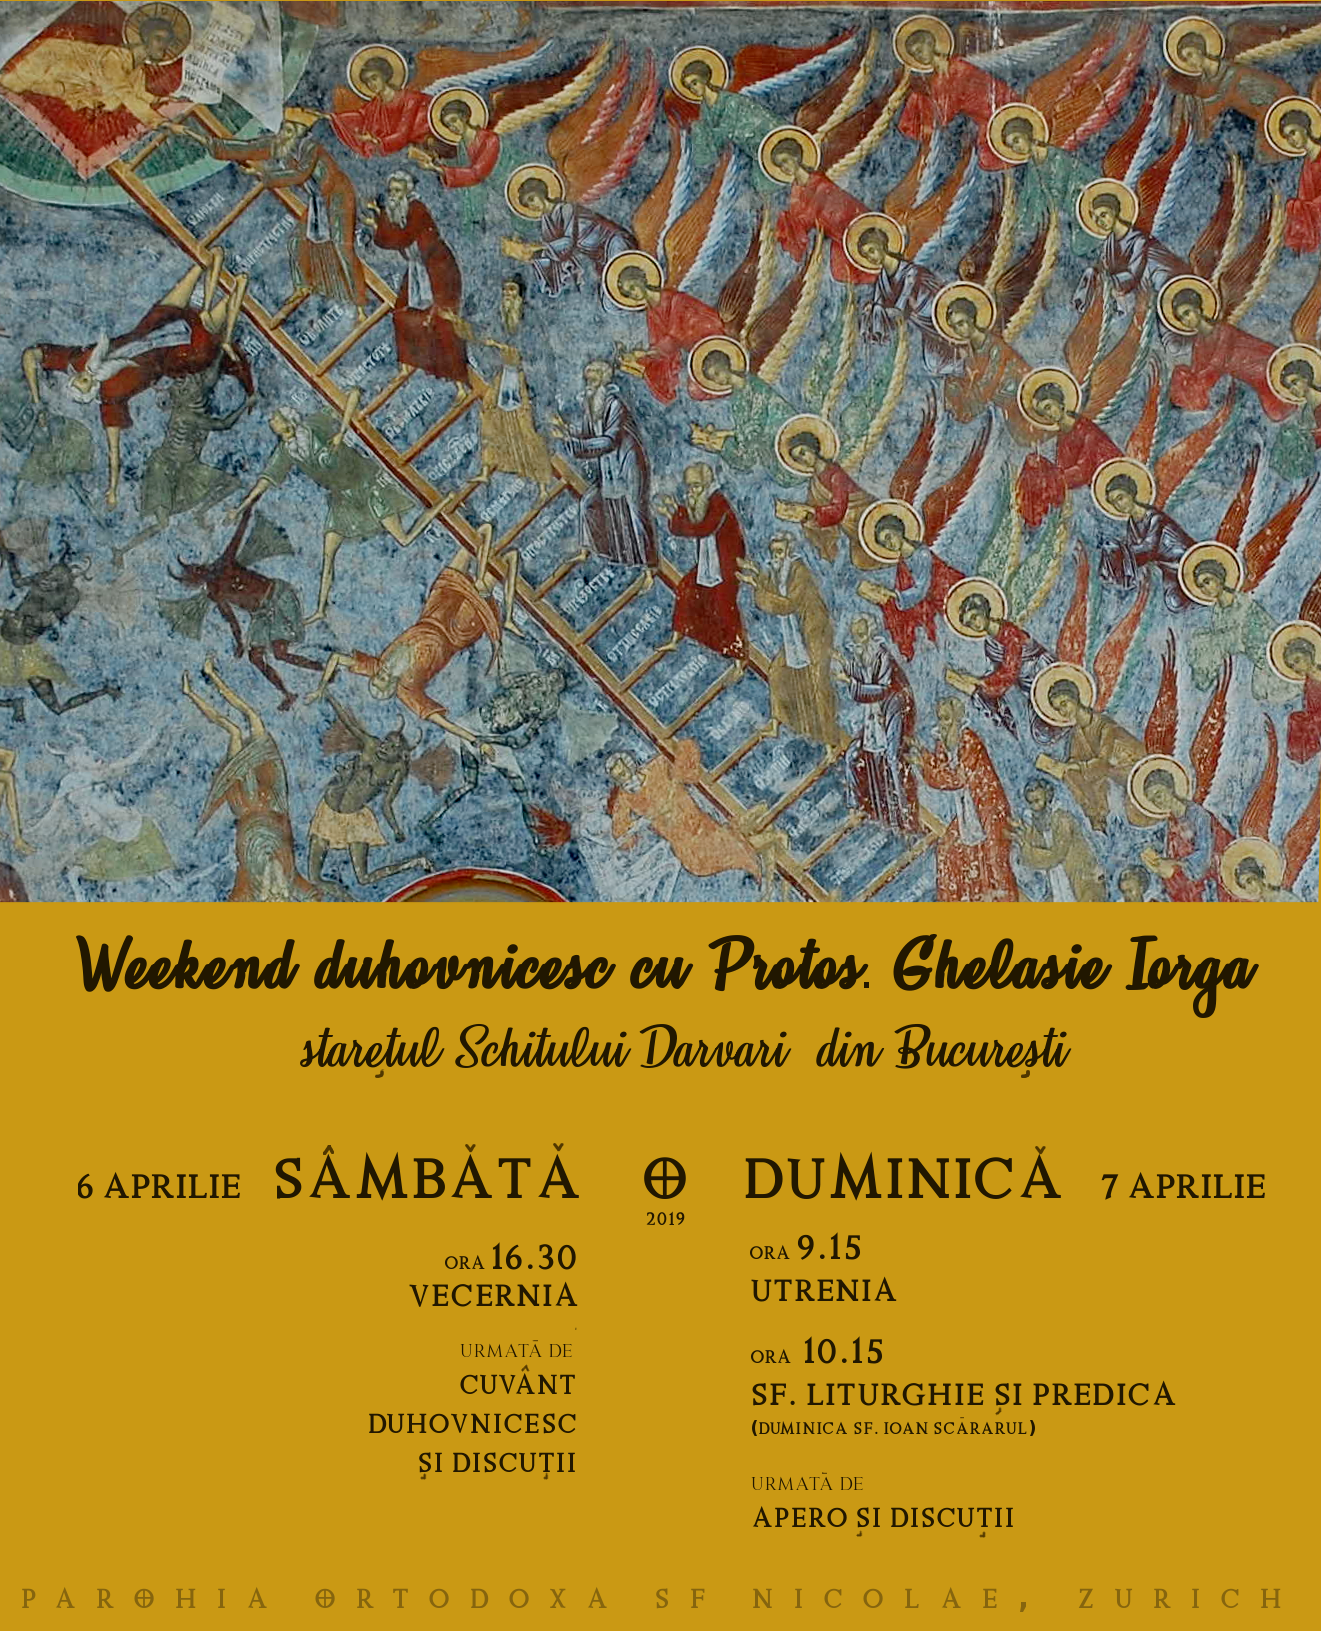 Weekend duhovnicesc cu Protos. Ghelasie Iorga
starețul Schitului Darvari din București
6 APRILIE SÂMBĂTĂ
2019
DUMINICĂ 7 APRILIE
ORA 16.30
VECERNIA
URMATĂ DE
CUVÂNT
DUHOVNICESC
ȘI DISCUȚII
ORA 9.15
UTRENIA
ORA 10.15
SF. LITURGHIE ȘI PREDICA
(DUMINICA SF. IOAN SCĂRARUL)
URMATĂ DE
APERO ȘI DISCUȚII
PAROHIA ORTODOXA SF NICOLAE, ZURICH